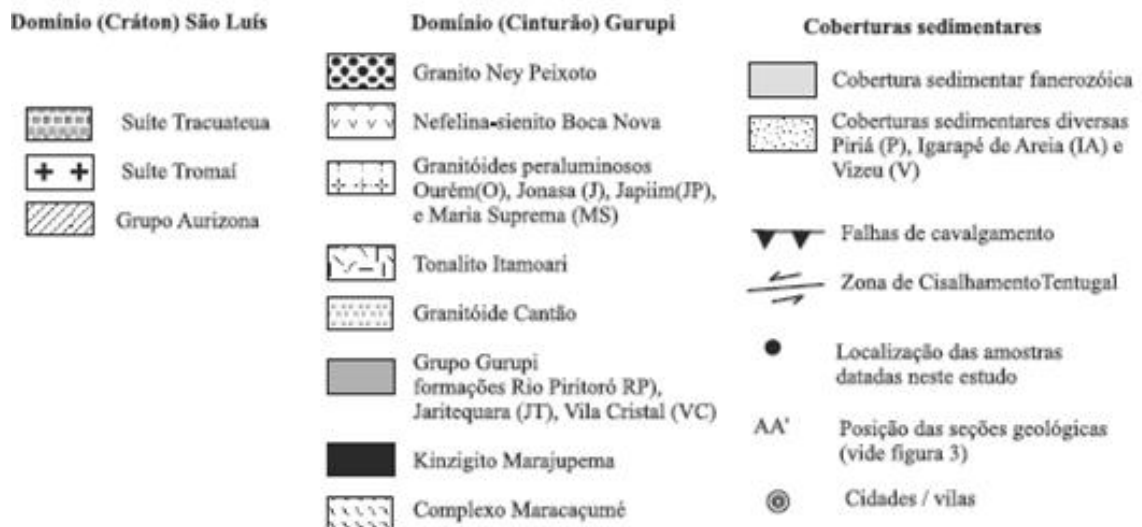 Domínio (Cráton) São Luís
Suíte Tracuateua
Suíte Tromaí
Grupo Aurizona
Domínio (Cinturão) Gurupi
Granito Ney Peixoto
Nefelina-sienito Boca Nova
Granitóides peraluminosos
Ourém(O), Jonasa (J), Japiim(JP),
e Maria Suprema (MS)
Tonalito Itamoari
Granitóide Cantão
Grupo Gurupi
formações Rio Piritoró RP),
Jaritequara (JT), Vila Cristal (VC)
Kinzigito Marajupema
Complexo Maracaçumé
Coberturas sedimentares
Cobertura sedimentar fanerozóica
Coberturas sedimentares diversas
Piriá (P), Igarapé de Areia (IA) e
Vizeu (V)
Falhas de cavalgamento
Zona de CisalhamentoTentugal
Localização das amostras
datadas neste estudo
AA' Posição das seções geológicas
(vide figura 3)
Cidades / vilas